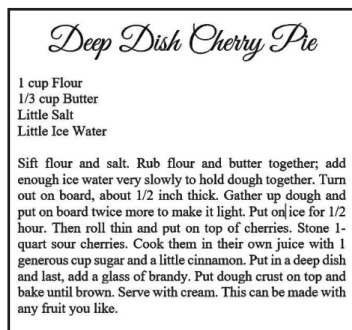 Deep Dish Cherry Pie
1 cup Flour
1/3 cup Butter
Little Salt
Little Ice Water
Sift flour and salt. Rub flour and butter together; add
enough ice water very slowly to hold dough together. Turn
out on board, about 1/2 inch thick. Gather up dough and
put on board twice more to make it light. Put on ice for 1/2
hour. Then roll thin and put on top of cherries. Stone 1-
quart sour cherries. Cook them in their own juice with 1
generous cup sugar and a little cinnamon. Put in a deep dish
and last, add a glass of brandy. Put dough crust on top and
bake until brown. Serve with cream. This can be made with
any fruit you like.